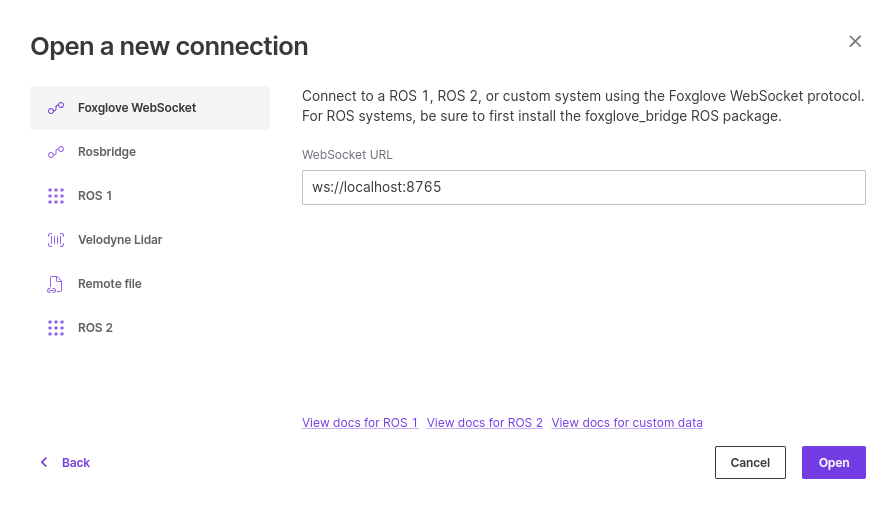 Open a new connection
Foxglove WebSocket
Rosbridge
ROS 1
Velodyne Lidar
Remote file
ROS 2
Connect to a ROS 1, ROS 2, or custom system using the Foxglove WebSocket protocol.
For ROS systems, be sure to first install the foxglove_bridge ROS package.
WebSocket URL
ws://localhost:8765
View docs for ROS 1 View docs for ROS 2 View docs for custom data
Back
Cancel
Open